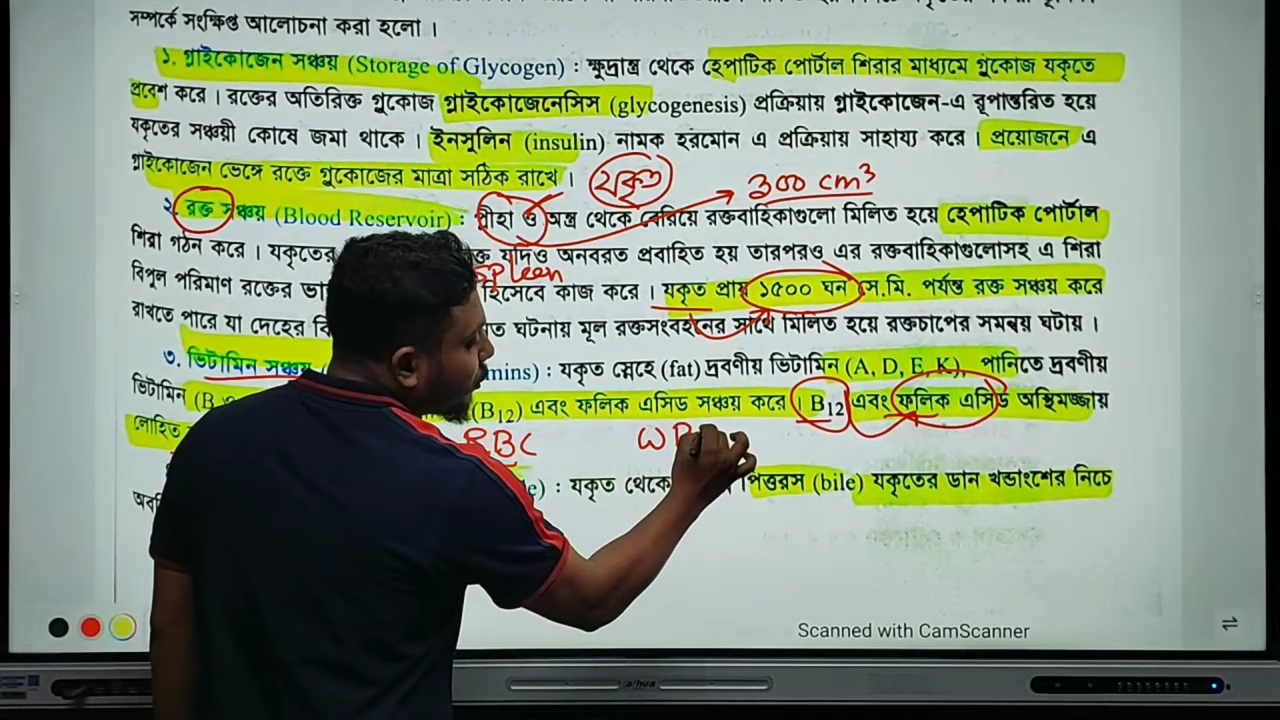 সম্পর্কে সংক্ষিপ্ত আলোচনা করা হলো ।
১. গ্লাইকোজেন সঞ্চয় (Storage of Glycogen) : ক্ষুদ্রান্ত্র থেকে হেপাটিক পোর্টাল শিরার মাধ্যমে গ্লুকোজ যকৃতে
প্রবেশ করে । রক্তের অতিরিক্ত গ্লুকোজ গ্লাইকোজেনেসিস (glycogenesis) প্রক্রিয়ায় গ্লাইকোজেন-এ রূপান্তরিত হয়ে
যকৃতের সঞ্চয়ী কোষে জমা থাকে । ইনসুলিন (insulin) নামক হরমোন এ প্রক্রিয়ায় সাহায্য করে । প্রয়োজনে এ
গ্লাইকোজেন ভেঙ্গে রক্তে গ্লুকোজের মাত্রা সঠিক রাখে । যকৃত 300 cm³
২. রক্ত সঞ্চয় (Blood Reservoir) : প্লীহা ও অন্ত্র থেকে বেরিয়ে রক্তবাহিকাগুলো মিলিত হয়ে হেপাটিক পোর্টাল
শিরা গঠন করে । যকৃতের যদিও অনবরত প্রবাহিত হয় তারপরও এর রক্তবাহিকাগুলোসহ এ শিরা
Spleen
বিপুল পরিমাণ রক্তের হিসেবে কাজ করে । যকৃত প্রায় ১৫০০ ঘন সে.মি. পর্যন্ত রক্ত সঞ্চয় করে
রাখতে পারে যা দেহের ঘটনায় মূল রক্তসংবহনের সাথে মিলিত হয়ে রক্তচাপের সমন্বয় ঘটায় ।
৩. ভিটামিন সঞ্চয় mins) : যকৃত স্নেহে (fat) দ্রবণীয় ভিটামিন (A, D, E, K), পানিতে দ্রবণীয়
ভিটামিন (B (B₁₂) এবং ফলিক এসিড সঞ্চয় করে । B₁₂ এবং ফলিক এসিড অস্থিমজ্জায়
লোহিত RBC W
e) : যকৃত থেকে পিত্তরস (bile) যকৃতের ডান খন্ডাংশের নিচে
Scanned with CamScanner
alhua